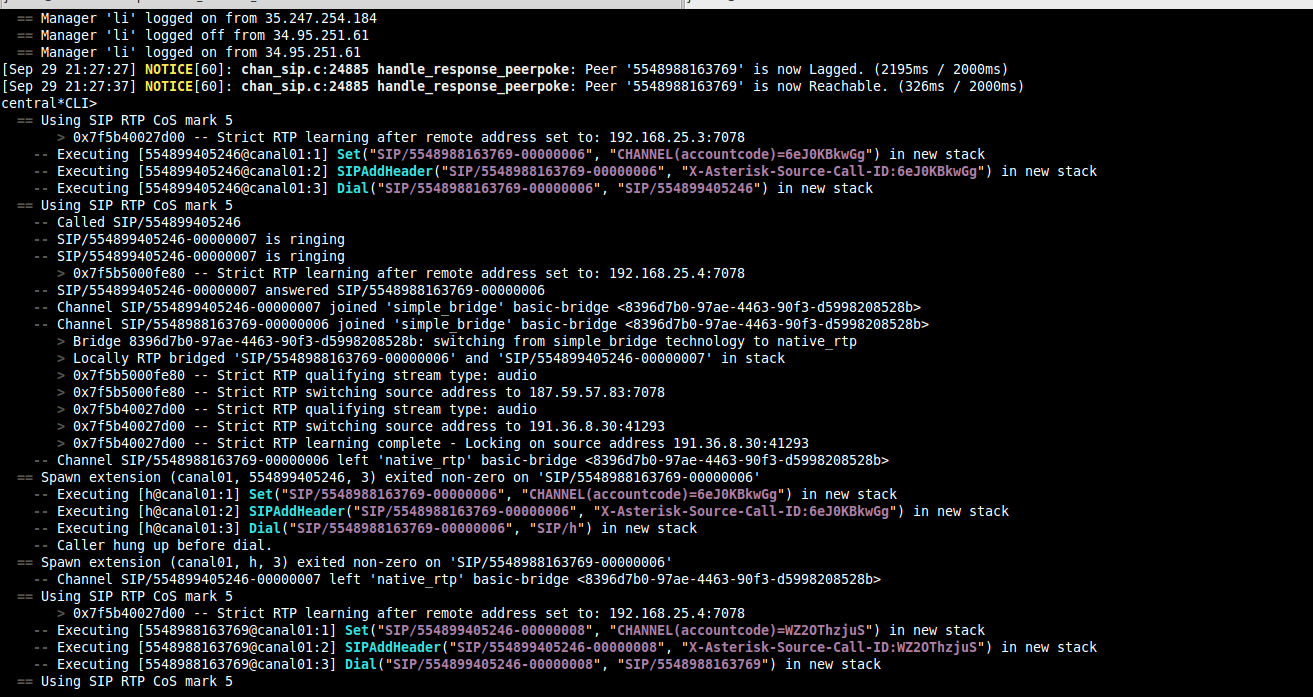 == Manager 'li' logged on from 35.247.254.184
== Manager 'li' logged off from 34.95.251.61
== Manager 'li' logged on from 34.95.251.61
[Sep 29 21:27:27] NOTICE[60]: chan_sip.c:24885 handle_response_peerpoke: Peer '5548988163769' is now Lagged. (2195ms / 2000ms)
[Sep 29 21:27:37] NOTICE[60]: chan_sip.c:24885 handle_response_peerpoke: Peer '5548988163769' is now Reachable. (326ms / 2000ms)
central*CLI>
== Using SIP RTP CoS mark 5
> 0x7f5b40027d00 -- Strict RTP learning after remote address set to: 192.168.25.3:7078
-- Executing [554899405246@canal01:1] Set("SIP/5548988163769-00000006", "CHANNEL(accountcode)=6eJ0KBkwGg") in new stack
-- Executing [554899405246@canal01:2] SIPAddHeader("SIP/5548988163769-00000006", "X-Asterisk-Source-Call-ID:6eJ0KBkwGg") in new stack
-- Executing [554899405246@canal01:3] Dial("SIP/5548988163769-00000006", "SIP/554899405246") in new stack
== Using SIP RTP CoS mark 5
-- Called SIP/554899405246
-- SIP/554899405246-00000007 is ringing
-- SIP/554899405246-00000007 is ringing
> 0x7f5b5000fe80 -- Strict RTP learning after remote address set to: 192.168.25.4:7078
-- SIP/554899405246-00000007 answered SIP/5548988163769-00000006
-- Channel SIP/554899405246-00000007 joined 'simple_bridge' basic-bridge <8396d7b0-97ae-4463-90f3-d5998208528b>
-- Channel SIP/5548988163769-00000006 joined 'simple_bridge' basic-bridge <8396d7b0-97ae-4463-90f3-d5998208528b>
> Bridge 8396d7b0-97ae-4463-90f3-d5998208528b: switching from simple_bridge technology to native_rtp
> Locally RTP bridged 'SIP/5548988163769-00000006' and 'SIP/554899405246-00000007' in stack
> 0x7f5b5000fe80 -- Strict RTP qualifying stream type: audio
> 0x7f5b5000fe80 -- Strict RTP switching source address to 187.59.57.83:7078
> 0x7f5b40027d00 -- Strict RTP qualifying stream type: audio
> 0x7f5b40027d00 -- Strict RTP switching source address to 191.36.8.30:41293
> 0x7f5b40027d00 -- Strict RTP learning complete - Locking on source address 191.36.8.30:41293
-- Channel SIP/5548988163769-00000006 left 'native_rtp' basic-bridge <8396d7b0-97ae-4463-90f3-d5998208528b>
== Spawn extension (canal01, 554899405246, 3) exited non-zero on 'SIP/5548988163769-00000006'
-- Executing [h@canal01:1] Set("SIP/5548988163769-00000006", "CHANNEL(accountcode)=6eJ0KBkwGg") in new stack
-- Executing [h@canal01:2] SIPAddHeader("SIP/5548988163769-00000006", "X-Asterisk-Source-Call-ID:6eJ0KBkwGg") in new stack
-- Executing [h@canal01:3] Dial("SIP/5548988163769-00000006", "SIP/h") in new stack
-- Caller hung up before dial.
== Spawn extension (canal01, h, 3) exited non-zero on 'SIP/5548988163769-00000006'
-- Channel SIP/554899405246-00000007 left 'native_rtp' basic-bridge <8396d7b0-97ae-4463-90f3-d5998208528b>
== Using SIP RTP CoS mark 5
> 0x7f5b40027d00 -- Strict RTP learning after remote address set to: 192.168.25.4:7078
-- Executing [5548988163769@canal01:1] Set("SIP/554899405246-00000008", "CHANNEL(accountcode)=WZ2OThzjuS") in new stack
-- Executing [5548988163769@canal01:2] SIPAddHeader("SIP/554899405246-00000008", "X-Asterisk-Source-Call-ID:WZ2OThzjuS") in new stack
-- Executing [5548988163769@canal01:3] Dial("SIP/554899405246-00000008", "SIP/5548988163769") in new stack
== Using SIP RTP CoS mark 5